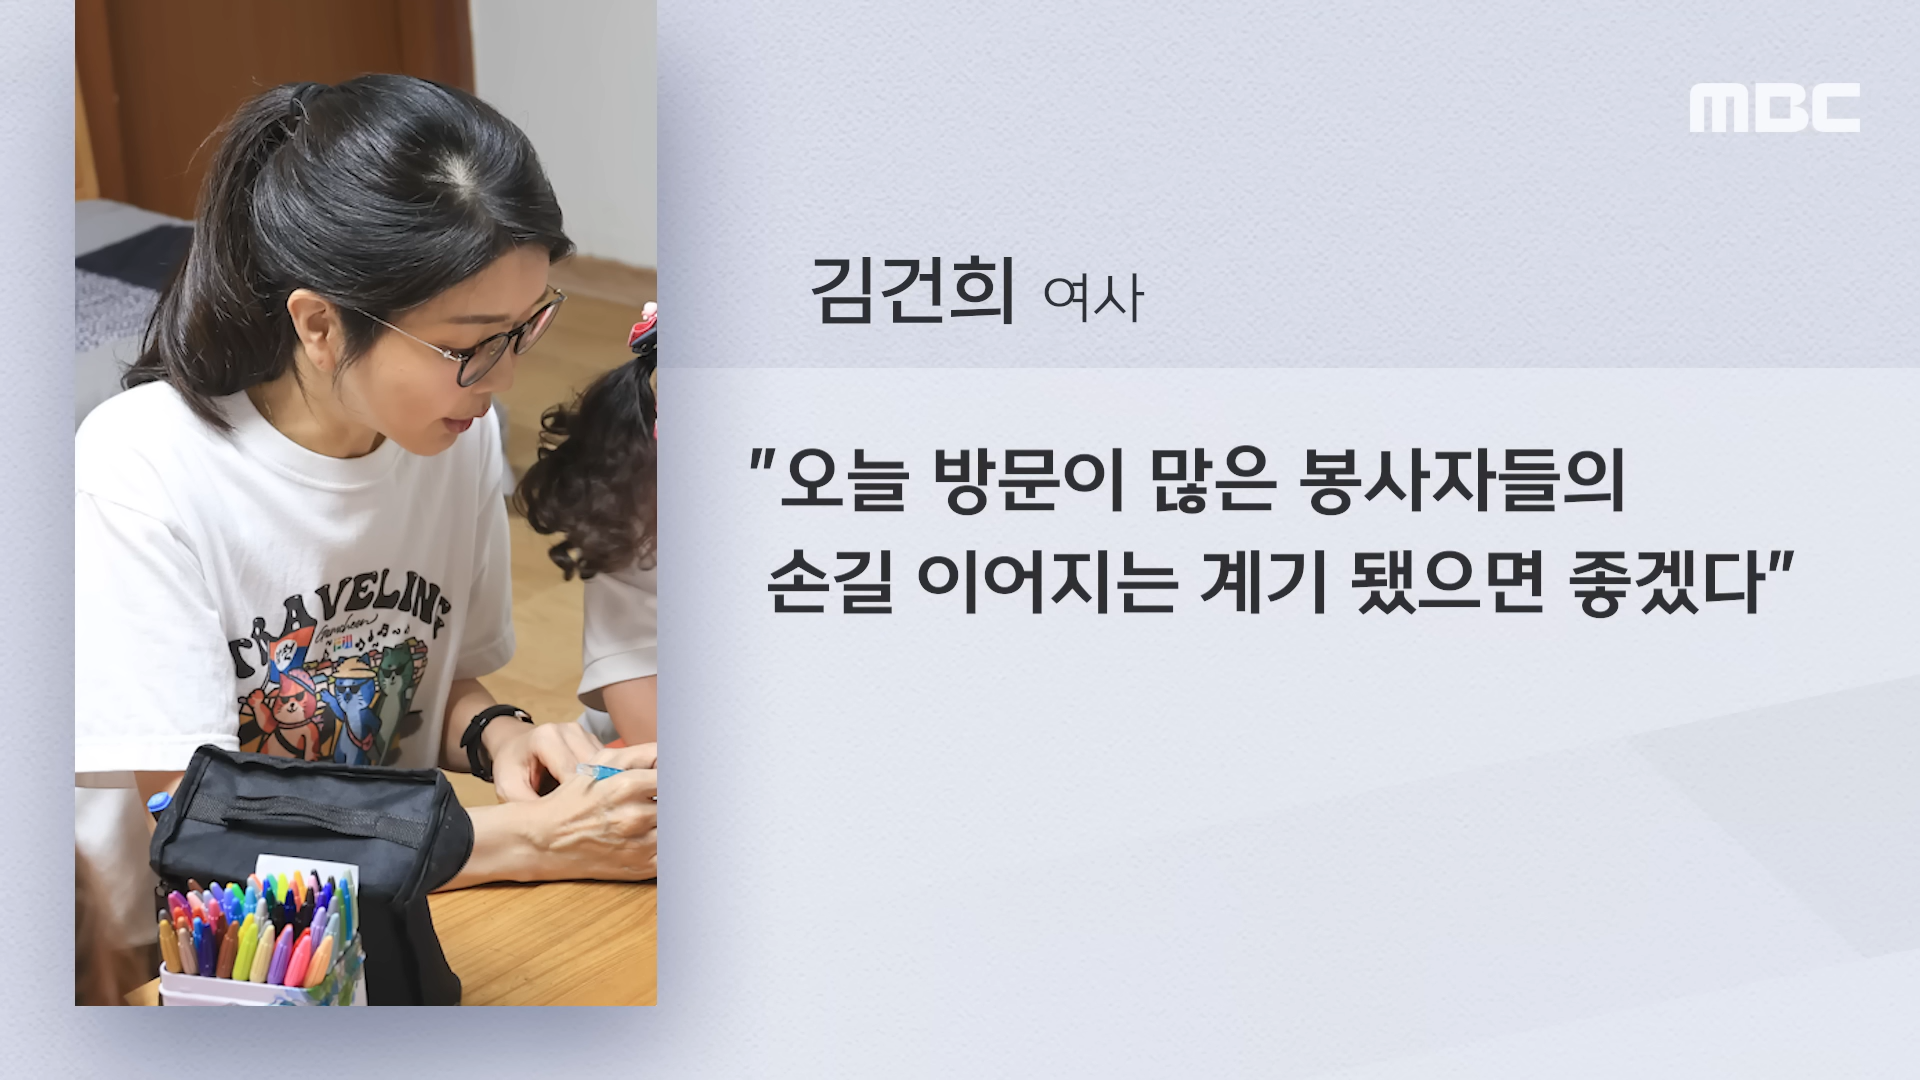 MBC
김건희 여사
"오늘 방문이 많은 봉사자들의
손길 이어지는 계기 됐으면 좋겠다"
TRAVELING
Gamcheon